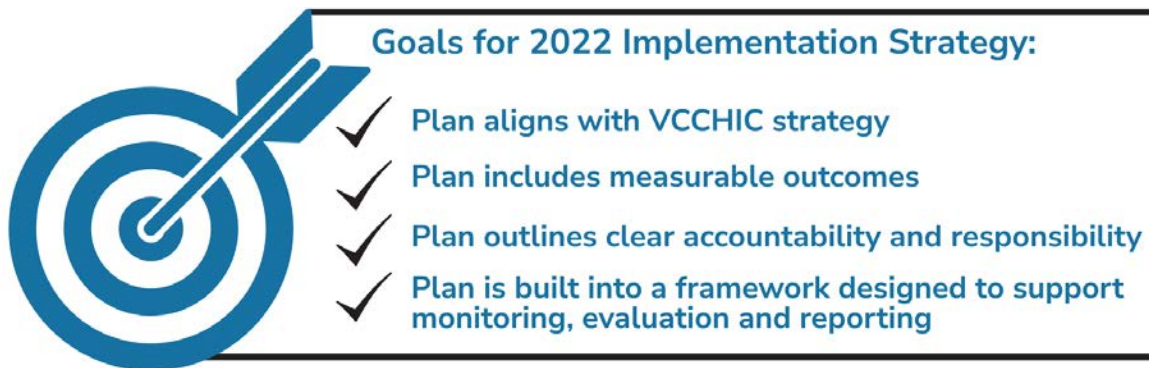 Goals for 2022 Implementation Strategy:
Plan aligns with VCCHIC strategy
Plan includes measurable outcomes
Plan outlines clear accountability and responsibility
Plan is built into a framework designed to support
monitoring, evaluation and reporting